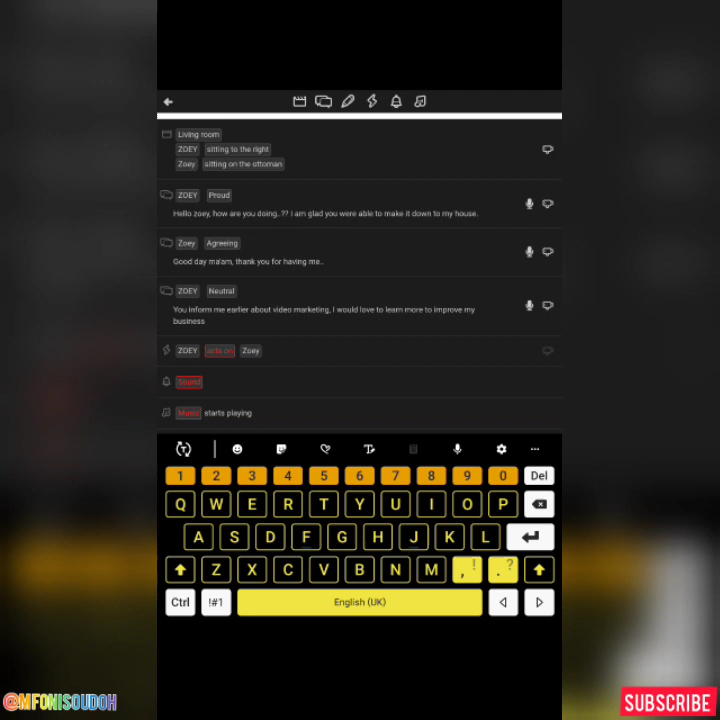 Living room
ZOEY sitting to the right
Zoey sitting on the ottoman
ZOEY Proud
Hello zoey, how are you doing..?? I am glad you were able to make it down to my house.
Zoey Agreeing
Good day ma'am, thank you for having me..
ZOEY Neutral
You inform me earlier about video marketing, I would love to learn more to improve my
business
ZOEY acts on Zoey
Sound
Music starts playing
1 2 3 4 5 6 7 8 9 0 Del
Q W E R T Y U I O P
A S D F G H J K L
Z X C V B N M , ! . ?
Ctrl !#1 English (UK)
@MFONISOUDOH
SUBSCRIBE